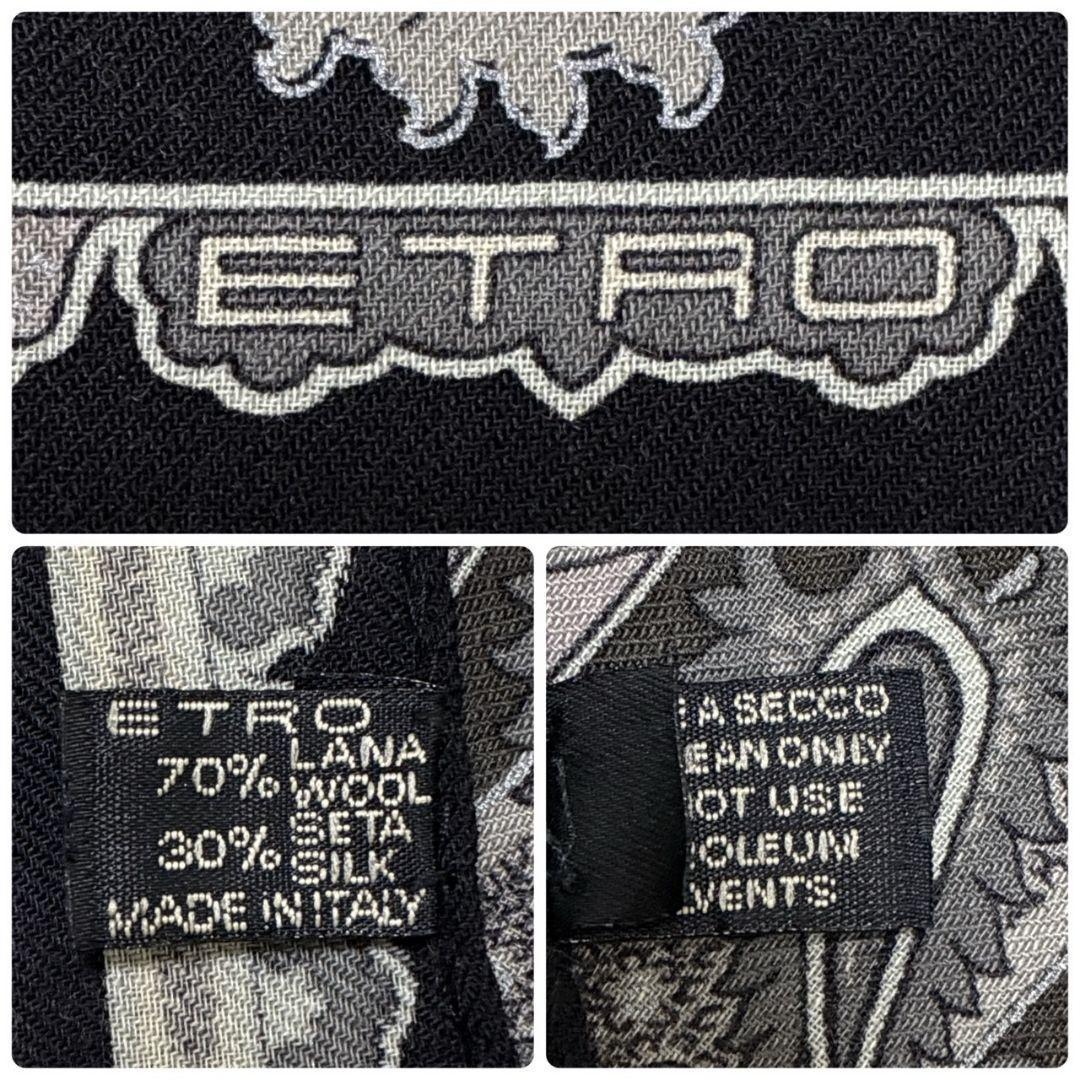 ETRO
ETRO
70% LANA
WOOL
30% SETA
SILK
MADE IN ITALY
A SECCO
EAN ONLY
OT USE
OLEUM
VENTS